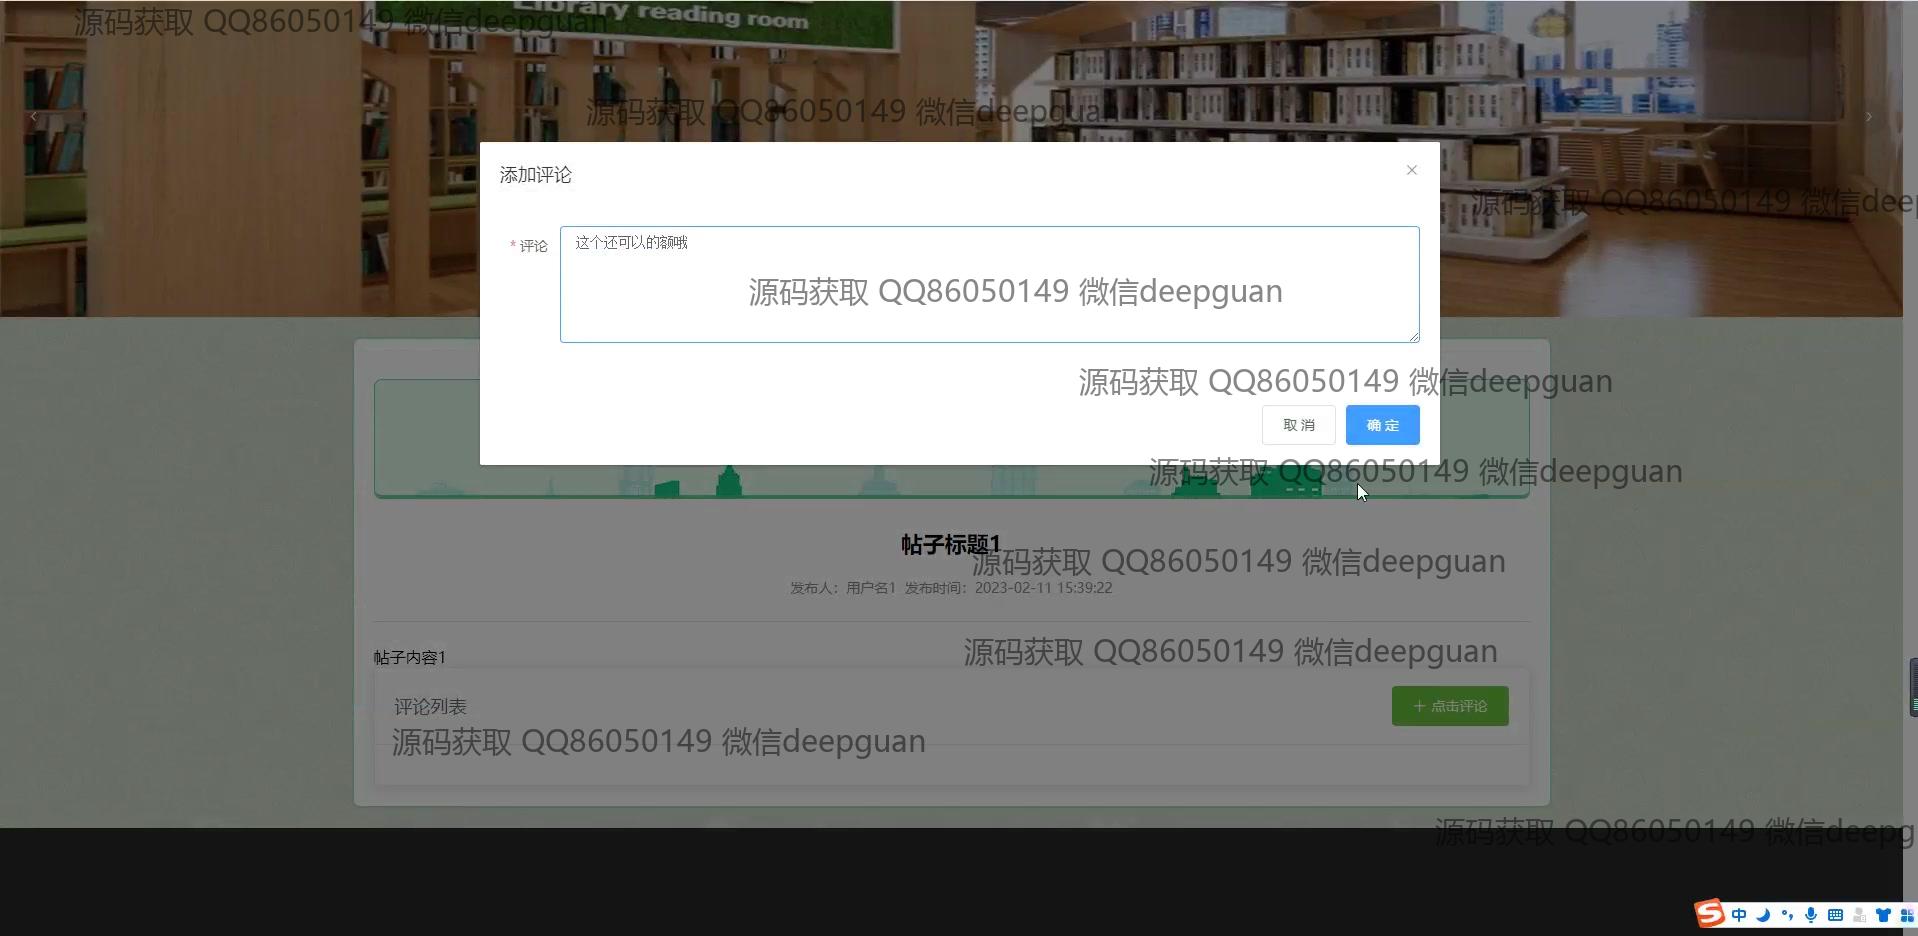 Library reading room
源码获取 QQ86050149 微信deepguan
源码获取 QQ86050149 微信deepguan
添加评论
源码获取 QQ86050149 微信deep
* 评论
这个还可以的额哦
源码获取 QQ86050149 微信deepguan
源码获取 QQ86050149 微信deepguan
取消
确定
源码获取 QQ86050149 微信deepguan
帖子标题1
源码获取 QQ86050149 微信deepguan
发布人：用户名1 发布时间：2023-02-11 15:39:22
源码获取 QQ86050149 微信deepguan
帖子内容1
评论列表
+ 点击评论
源码获取 QQ86050149 微信deepguan
源码获取 QQ86050149 微信deepg
S 中